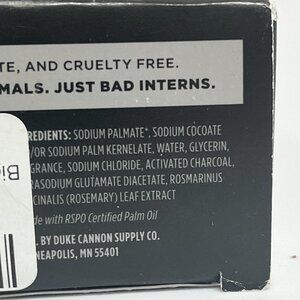 TE, AND CRUELTY FREE.
MALS. JUST BAD INTERNS.
REDIENTS: SODIUM PALMATE*, SODIUM COCOATE
/OR SODIUM PALM KERNELATE, WATER, GLYCERIN,
GRANCE, SODIUM CHLORIDE, ACTIVATED CHARCOAL,
RASODIUM GLUTAMATE DIACETATE, ROSMARINUS
CINALIS (ROSEMARY) LEAF EXTRACT
de with RSPO Certified Palm Oil
. BY DUKE CANNON SUPPLY CO.
NEAPOLIS, MN 55401
Bi